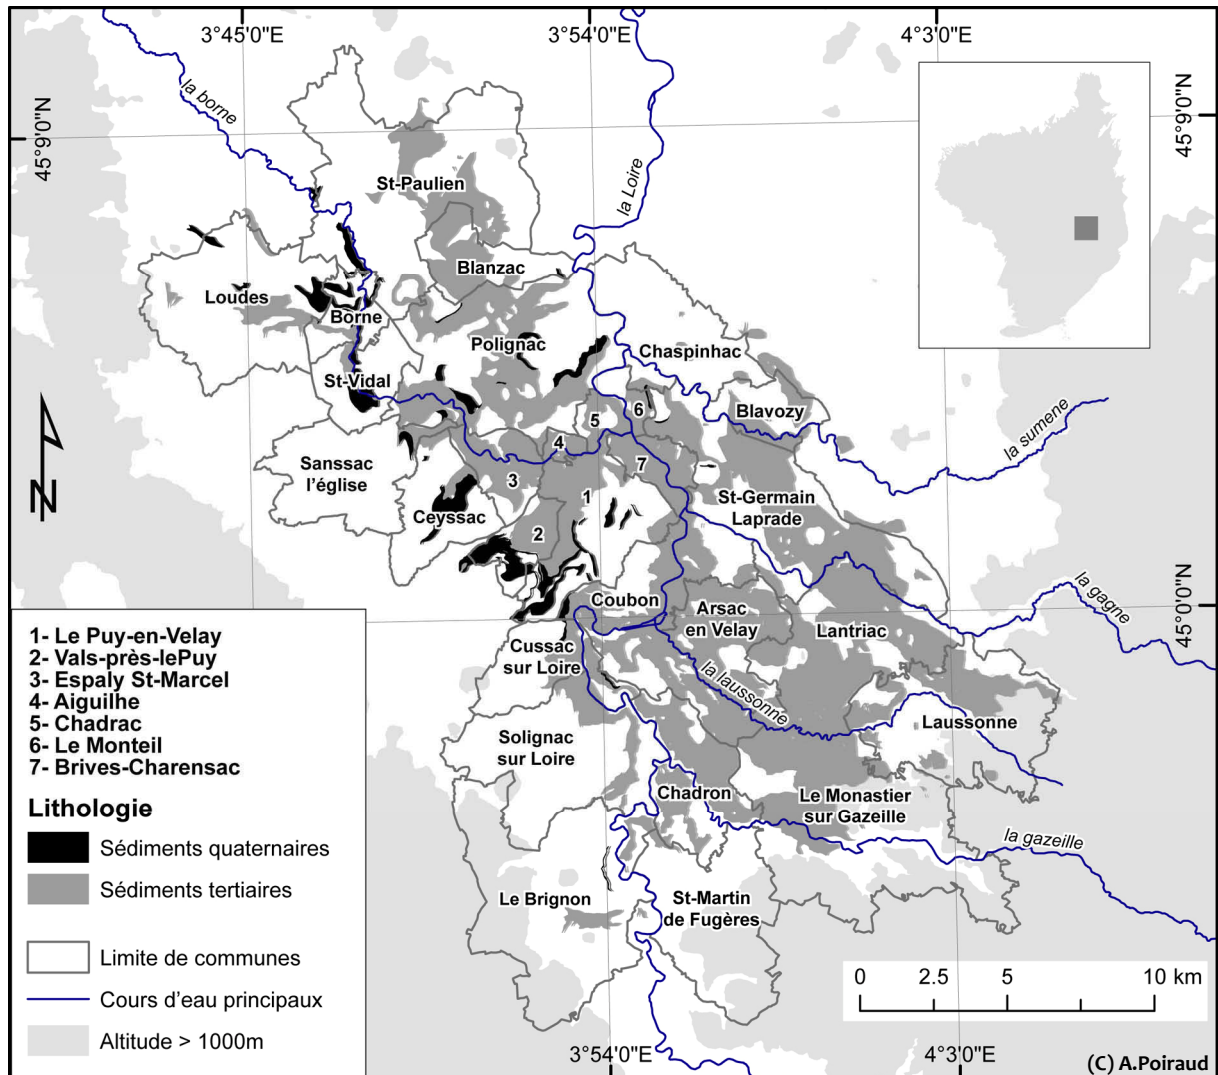 3°45'0"E
3°54'0"E
4°3'0"E
45°9'0"N
45°9'0"N
la borne
la Loire
St-Paulien
Blanzac
Loudes
Borne
Polignac
Chaspinhac
St-Vidal
6
5
Blavozy
la sumene
4
7
Sanssac
l'église
3
1
St-Germain
Laprade
Ceyssac
2
N
45°0'0"N
la gagne
Coubon
Arsac
en Velay
Lantriac
Cussac
sur Loire
la laussonne
Laussonne
Solignac
sur Loire
Chadron
Le Monastier
sur Gazeille
la gazeille
Le Brignon
St-Martin
de Fugères
1- Le Puy-en-Velay
2- Vals-près-lePuy
3- Espaly St-Marcel
4- Aiguilhe
5- Chadrac
6- Le Monteil
7- Brives-Charensac
Lithologie
Sédiments quaternaires
Sédiments tertiaires
Limite de communes
Cours d'eau principaux
Altitude > 1000m
0 2.5 5 10 km
3°54'0"E
4°3'0"E
(C) A.Poiraud